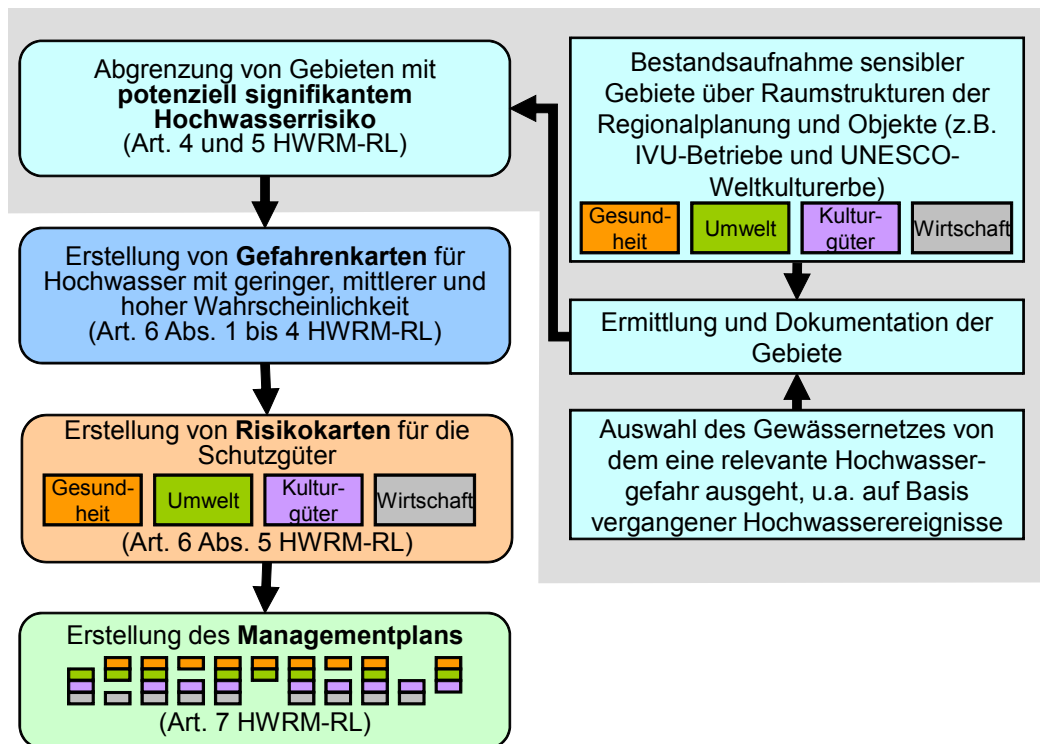 Abgrenzung von Gebieten mit
potenziell signifikantem
Hochwasserrisiko
(Art. 4 und 5 HWRM-RL)
Erstellung von Gefahrenkarten für
Hochwasser mit geringer, mittlerer und
hoher Wahrscheinlichkeit
(Art. 6 Abs. 1 bis 4 HWRM-RL)
Erstellung von Risikokarten für die
Schutzgüter
Gesund-
heit
Umwelt
Kultur-
güter
Wirtschaft
(Art. 6 Abs. 5 HWRM-RL)
Erstellung des Managementplans
(Art. 7 HWRM-RL)
Bestandsaufnahme sensibler
Gebiete über Raumstrukturen der
Regionalplanung und Objekte (z.B.
IVU-Betriebe und UNESCO-
Weltkulturerbe)
Gesund-
heit
Umwelt
Kultur-
güter
Wirtschaft
Ermittlung und Dokumentation der
Gebiete
Auswahl des Gewässernetzes von
dem eine relevante Hochwasser-
gefahr ausgeht, u.a. auf Basis
vergangener Hochwasserereignisse